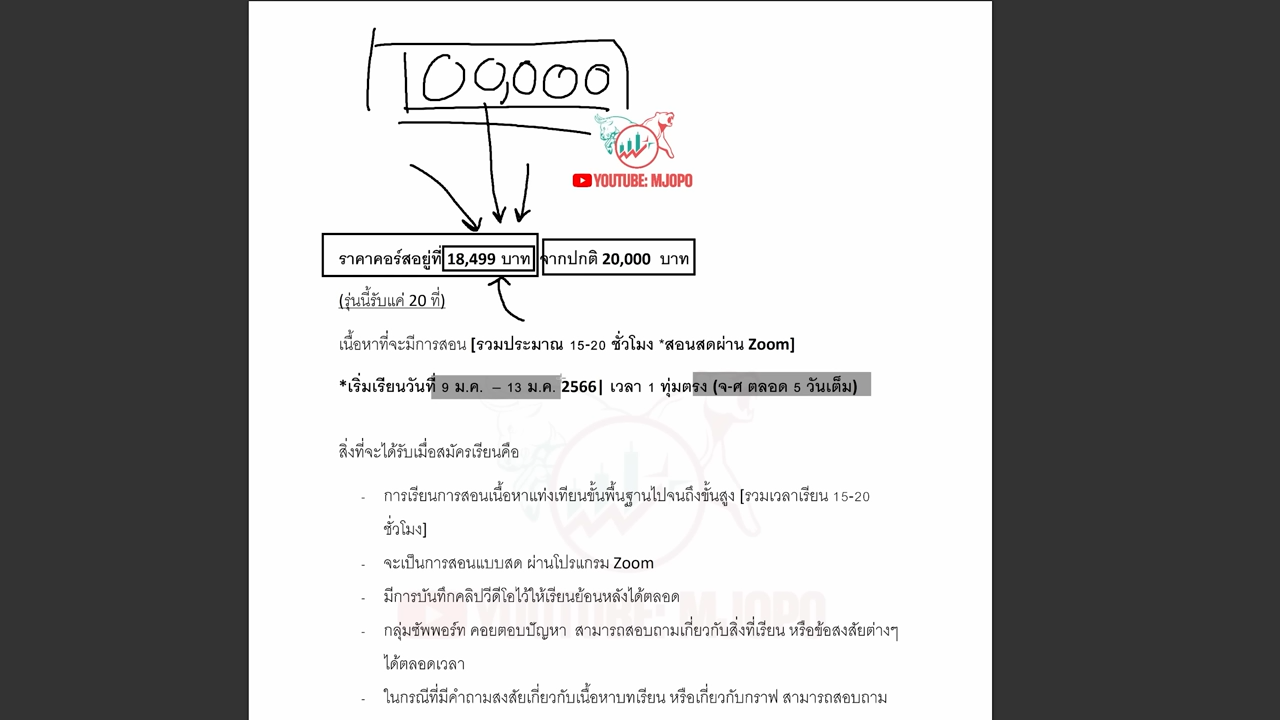 100,000
YOUTUBE: MJOPO
ราคาคอร์สอยู่ที่ 18,499 บาท จากปกติ 20,000 บาท
(รุ่นนี้รับแค่ 20 ที่)
เนื้อหาที่จะมีการสอน [รวมประมาณ 15-20 ชั่วโมง *สอนสดผ่าน Zoom]
*เริ่มเรียนวันที่ 9 ม.ค. – 13 ม.ค. 2566| เวลา 1 ทุ่มตรง (จ-ศ ตลอด 5 วันเต็ม)
สิ่งที่จะได้รับเมื่อสมัครเรียนคือ
- การเรียนการสอนเนื้อหาแท่งเทียนขั้นพื้นฐานไปจนถึงขั้นสูง [รวมเวลาเรียน 15-20
ชั่วโมง]
- จะเป็นการสอนแบบสด ผ่านโปรแกรม Zoom
- มีการบันทึกคลิปวีดีโอไว้ให้เรียนย้อนหลังได้ตลอด
YOUTUBE: MJOPO
- กลุ่มซัพพอร์ท คอยตอบปัญหา สามารถสอบถามเกี่ยวกับสิ่งที่เรียน หรือข้อสงสัยต่างๆ
ได้ตลอดเวลา
- ในกรณีที่มีคำถามสงสัยเกี่ยวกับเนื้อหาบทเรียน หรือเกี่ยวกับกราฟ สามารถสอบถาม